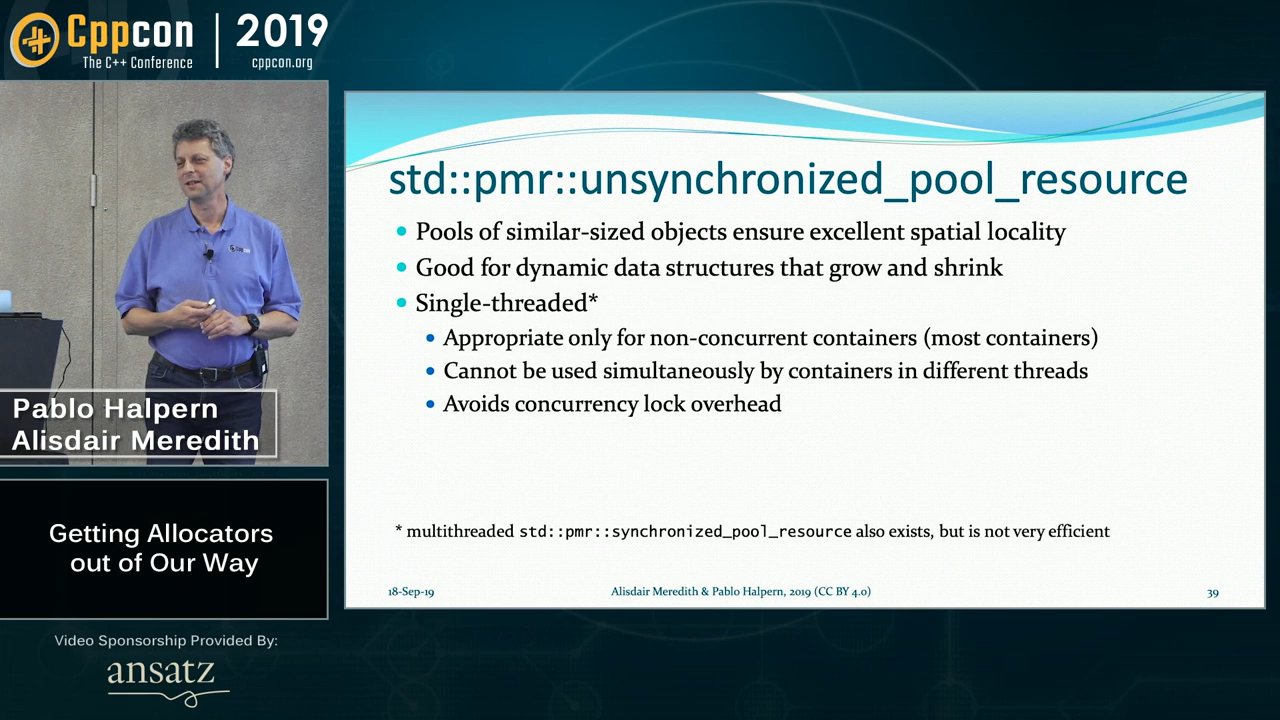 Cppcon
The C++ Conference
2019
cppcon.org
Pablo Halpern
Alisdair Meredith
Getting Allocators
out of Our Way
Video Sponsorship Provided By:
ansatz
std::pmr::unsynchronized_pool_resource
• Pools of similar-sized objects ensure excellent spatial locality
• Good for dynamic data structures that grow and shrink
• Single-threaded*
• Appropriate only for non-concurrent containers (most containers)
• Cannot be used simultaneously by containers in different threads
• Avoids concurrency lock overhead
* multithreaded std::pmr::synchronized_pool_resource also exists, but is not very efficient
18-Sep-19
Alisdair Meredith & Pablo Halpern, 2019 (CC BY 4.0)
39